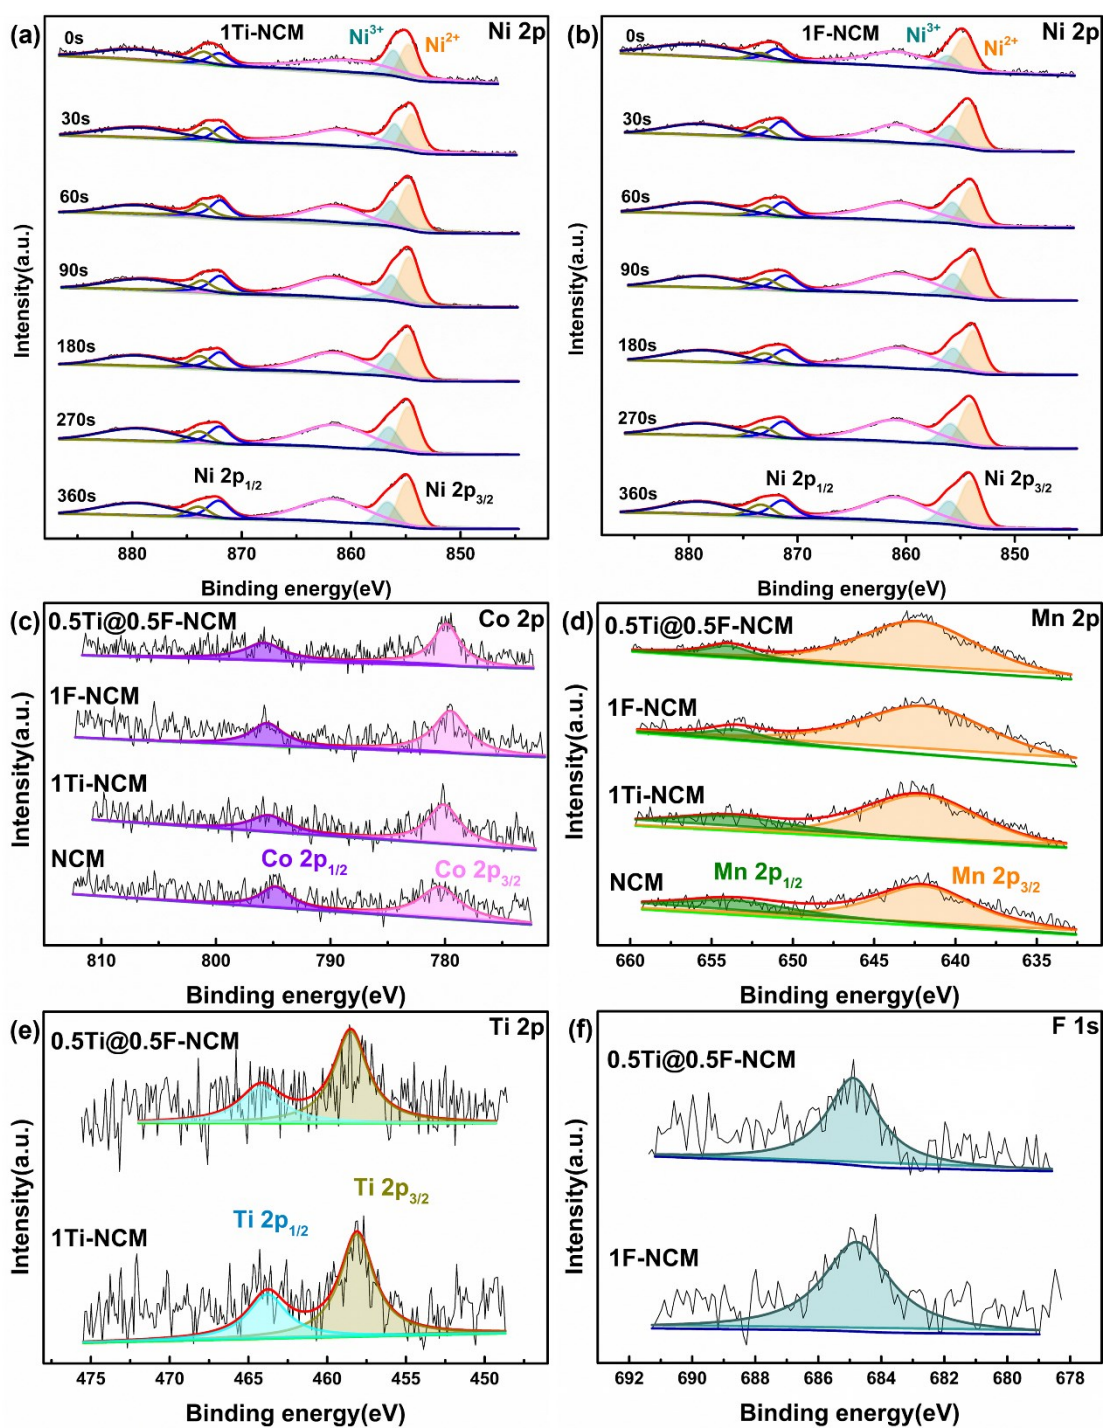 (a)
1Ti-NCM
Ni³⁺
Ni²⁺
Ni 2p
0s
30s
60s
90s
180s
270s
360s
Ni 2p₁/₂
Ni 2p₃/₂
Intensity(a.u.)
880 870 860 850
Binding energy(eV)
(b)
1F-NCM
Ni³⁺
Ni²⁺
Ni 2p
0s
30s
60s
90s
180s
270s
360s
Ni 2p₁/₂
Ni 2p₃/₂
Intensity(a.u.)
880 870 860 850
Binding energy(eV)
(c)
Co 2p
0.5Ti@0.5F-NCM
1F-NCM
1Ti-NCM
NCM
Co 2p₁/₂
Co 2p₃/₂
Intensity(a.u.)
810 800 790 780
Binding energy(eV)
(d)
Mn 2p
0.5Ti@0.5F-NCM
1F-NCM
1Ti-NCM
NCM
Mn 2p₁/₂
Mn 2p₃/₂
Intensity(a.u.)
660 655 650 645 640 635
Binding energy(eV)
(e)
Ti 2p
0.5Ti@0.5F-NCM
Ti 2p₃/₂
Ti 2p₁/₂
1Ti-NCM
Intensity(a.u.)
475 470 465 460 455 450
Binding energy(eV)
(f)
F 1s
0.5Ti@0.5F-NCM
1F-NCM
Intensity(a.u.)
692 690 688 686 684 682 680 678
Binding energy(eV)